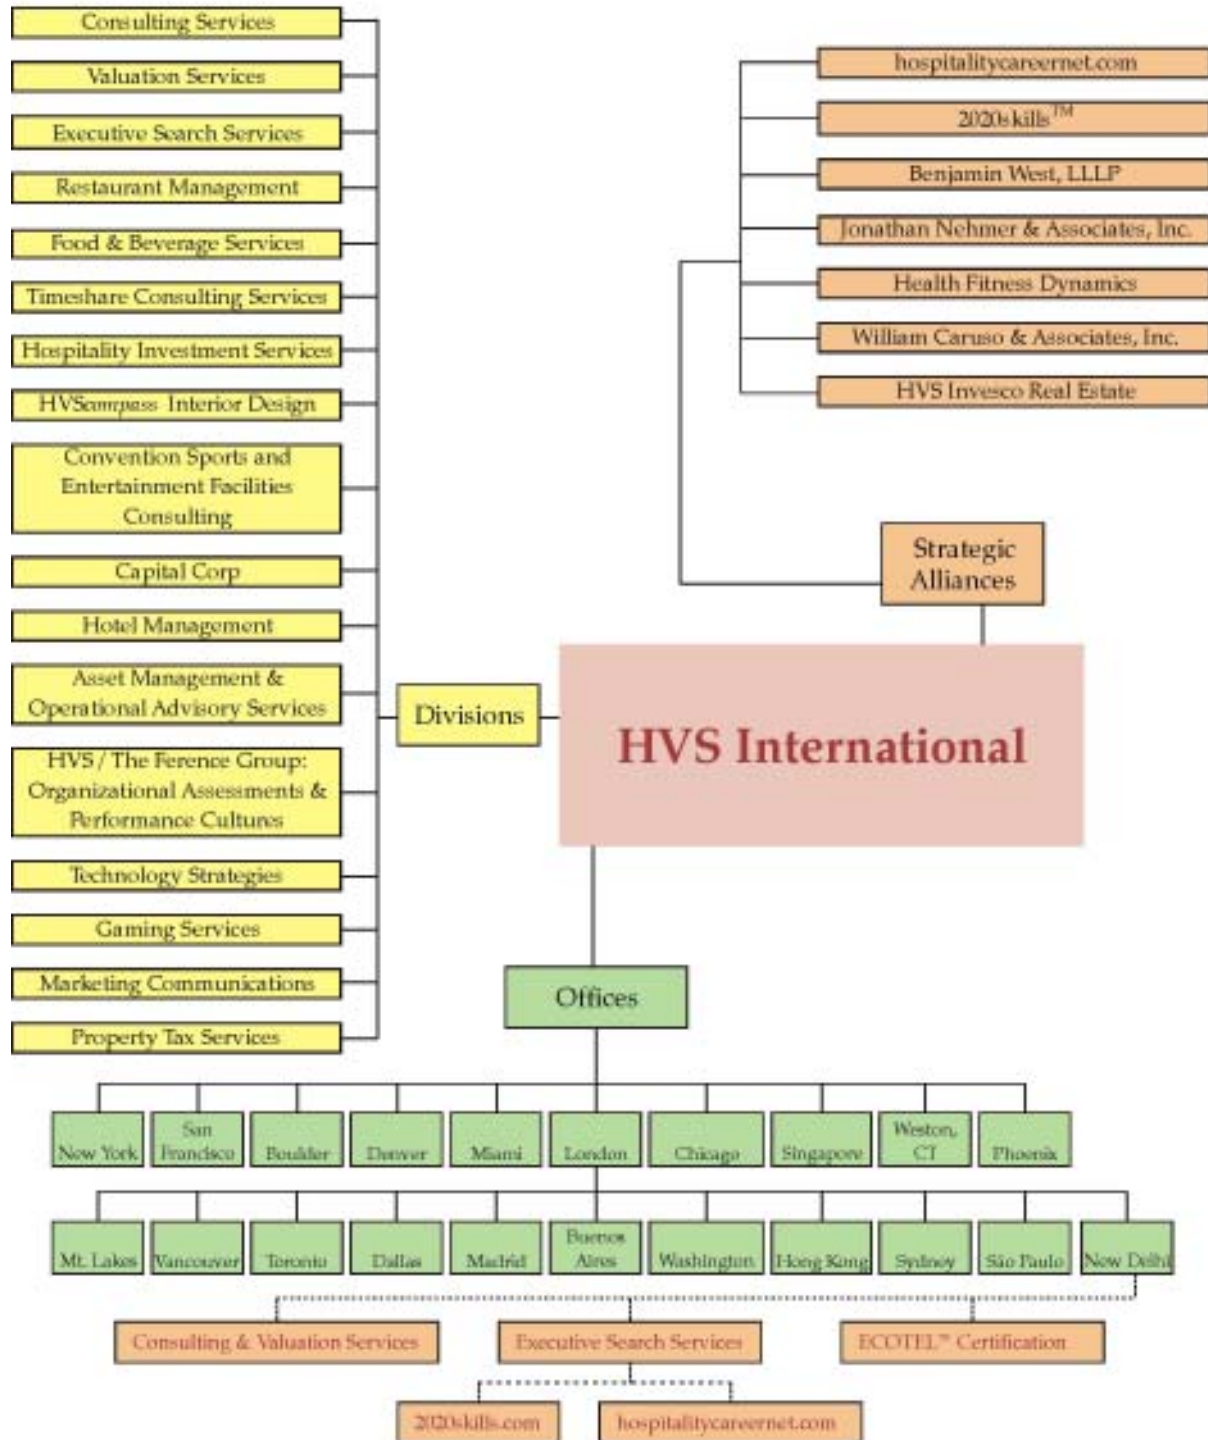 Consulting Services
Valuation Services
Executive Search Services
Restaurant Management
Food & Beverage Services
Timeshare Consulting Services
Hospitality Investment Services
HVScompass Interior Design
Convention Sports and
Entertainment Facilities
Consulting
Capital Corp
Hotel Management
Asset Management &
Operational Advisory Services
HVS / The Ference Group:
Organizational Assessments &
Performance Cultures
Technology Strategies
Gaming Services
Marketing Communications
Property Tax Services
Divisions
hospitalitycareernet.com
2020skills™
Benjamin West, LLLP
Jonathan Nehmer & Associates, Inc.
Health Fitness Dynamics
William Caruso & Associates, Inc.
HVS Invesco Real Estate
Strategic
Alliances
HVS International
Offices
New York
San
Francisco
Boulder
Denver
Miami
London
Chicago
Singapore
Weston,
CT
Phoenix
Mt. Lakes
Vancouver
Toronto
Dallas
Madrid
Buenos
Aires
Washington
Hong Kong
Sydney
São Paulo
New Delhi
Consulting & Valuation Services
Executive Search Services
ECOTEL™ Certification
2020skills.com
hospitalitycareernet.com